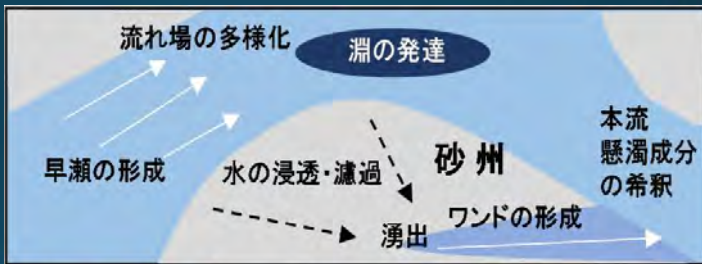 流れ場の多様化
淵の発達
早瀬の形成
水の浸透・濾過
砂州
本流
懸濁成分
の希釈
ワンドの形成
湧出